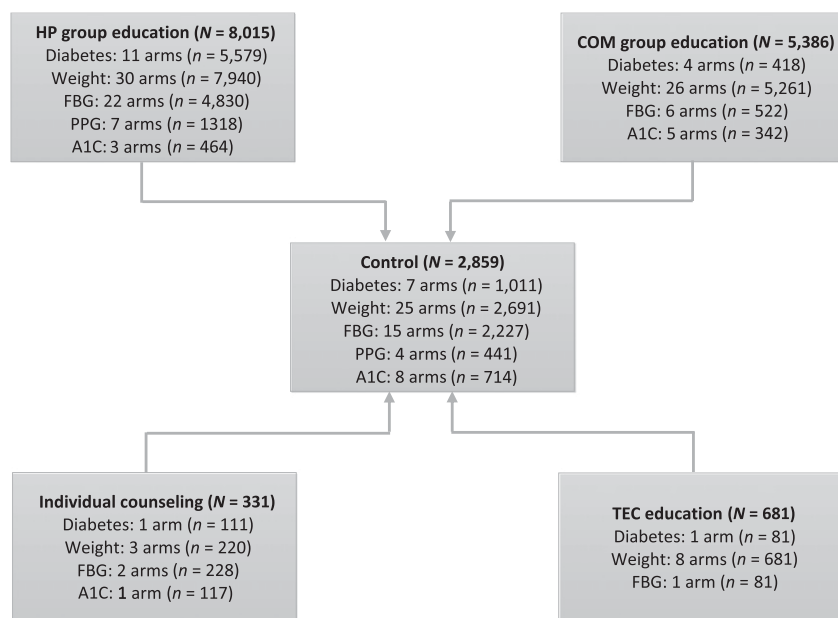 HP group education (N = 8,015)
Diabetes: 11 arms (n = 5,579)
Weight: 30 arms (n = 7,940)
FBG: 22 arms (n = 4,830)
PPG: 7 arms (n = 1318)
A1C: 3 arms (n = 464)
COM group education (N = 5,386)
Diabetes: 4 arms (n = 418)
Weight: 26 arms (n = 5,261)
FBG: 6 arms (n = 522)
A1C: 5 arms (n = 342)
Control (N = 2,859)
Diabetes: 7 arms (n = 1,011)
Weight: 25 arms (n = 2,691)
FBG: 15 arms (n = 2,227)
PPG: 4 arms (n = 441)
A1C: 8 arms (n = 714)
Individual counseling (N = 331)
Diabetes: 1 arm (n = 111)
Weight: 3 arms (n = 220)
FBG: 2 arms (n = 228)
A1C: 1 arm (n = 117)
TEC education (N = 681)
Diabetes: 1 arm (n = 81)
Weight: 8 arms (n = 681)
FBG: 1 arm (n = 81)